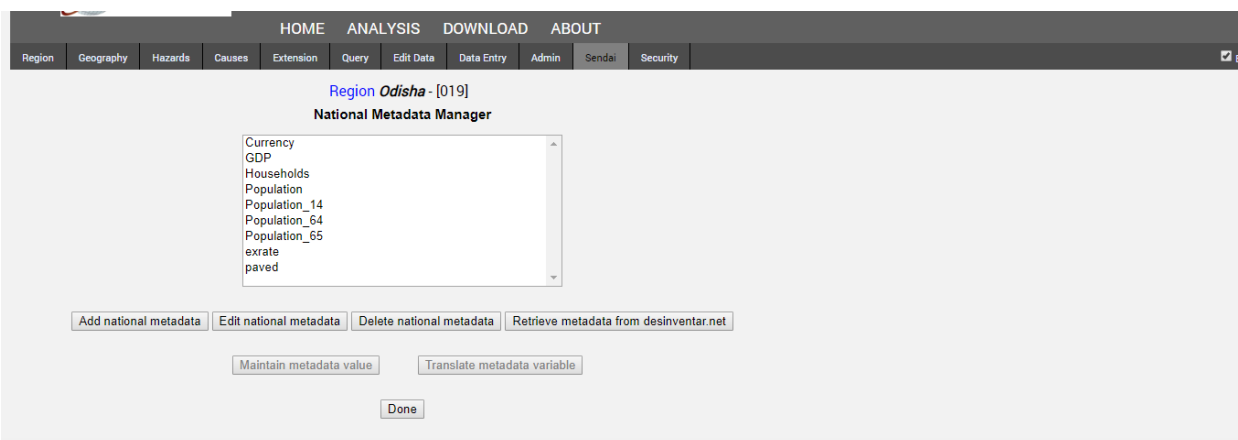 HOME ANALYSIS DOWNLOAD ABOUT
Region Geography Hazards Causes Extension Query Edit Data Data Entry Admin Sendai Security
Region Odisha - [019]
National Metadata Manager
Currency
GDP
Households
Population
Population_14
Population_64
Population_65
exrate
paved
Add national metadata Edit national metadata Delete national metadata Retrieve metadata from desinventar.net
Maintain metadata value Translate metadata variable
Done